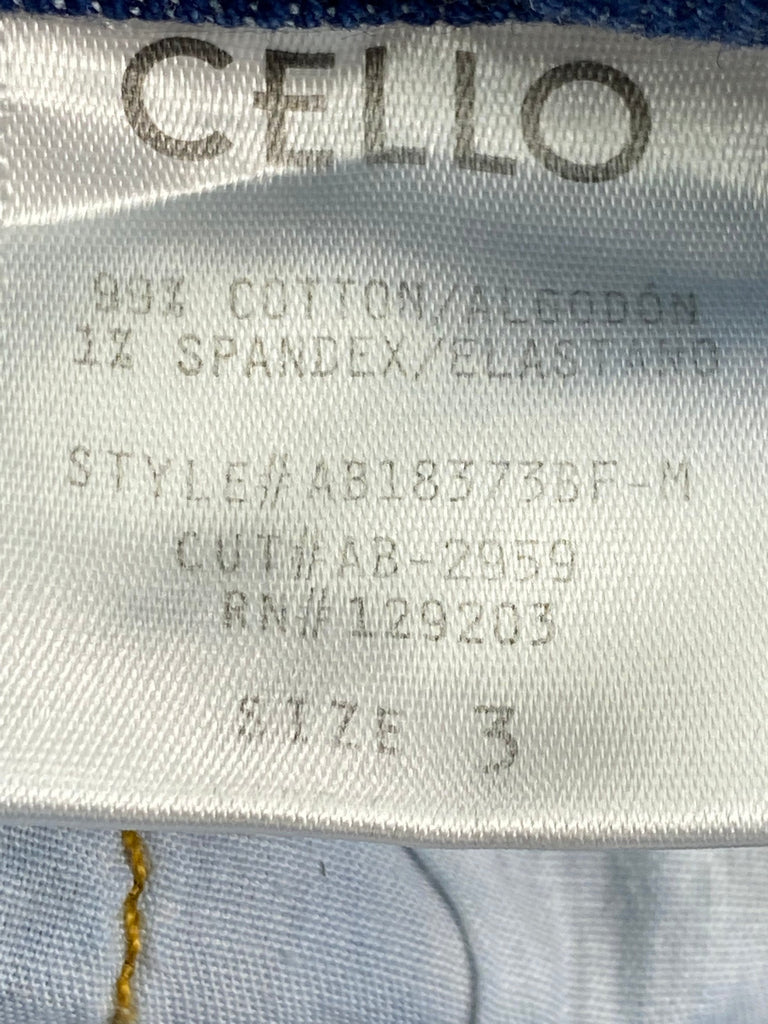 CELLO
99% COTTON/ALGODÓN
1% SPANDEX/ELASTANO
STYLE#AB18373BF-M
CUT#AB-2959
RN#129203
SIZE 3